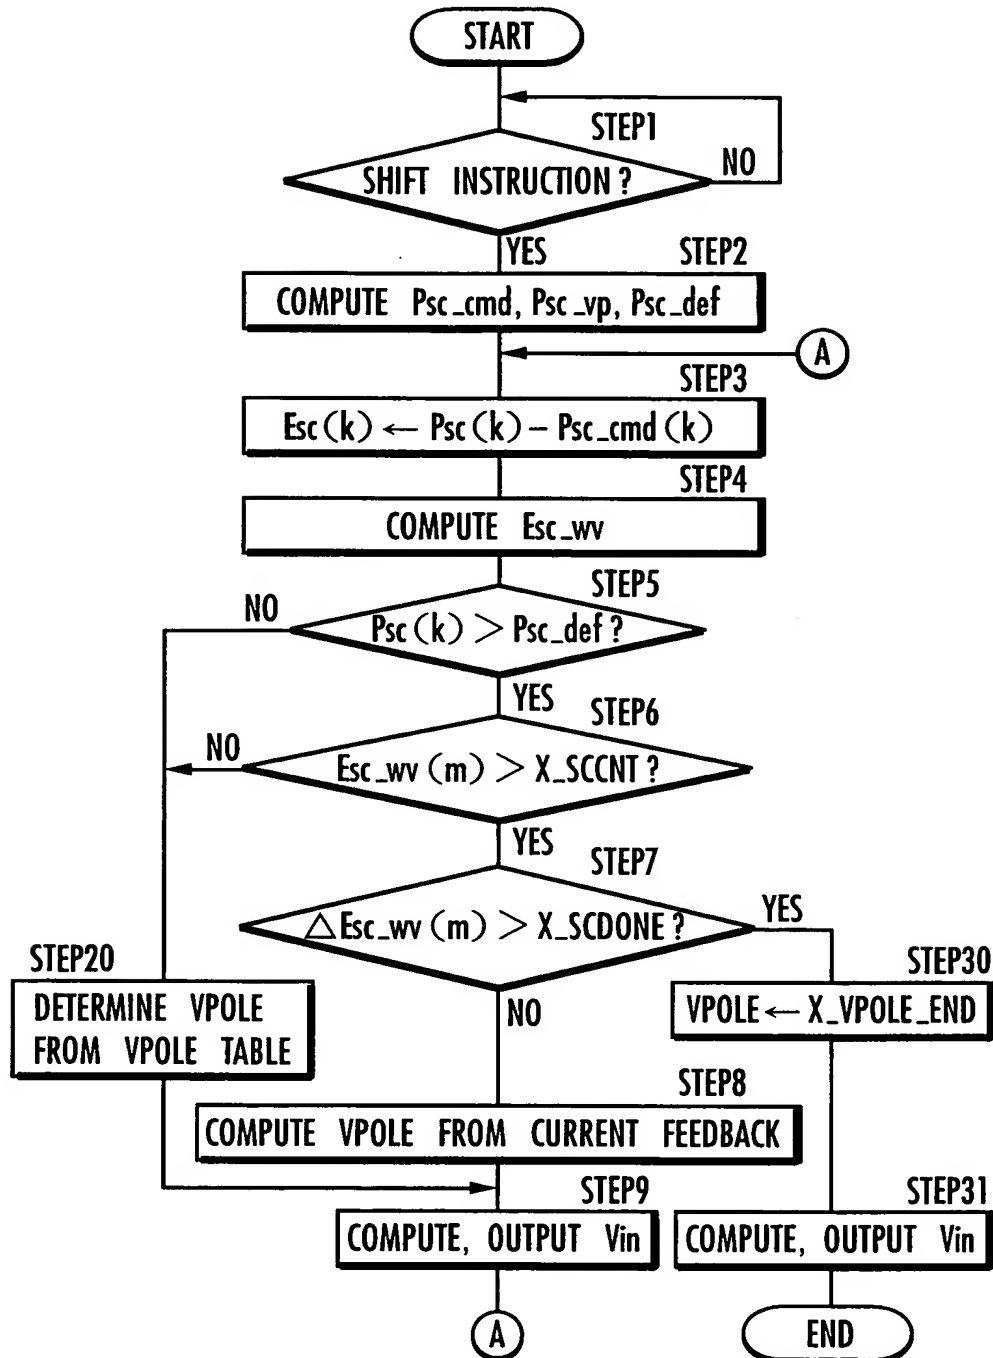 START
STEP1
SHIFT INSTRUCTION?
NO
YES
STEP2
COMPUTE Psc_cmd, Psc_vp, Psc_def
A
STEP3
Esc(k) ← Psc(k) – Psc_cmd(k)
STEP4
COMPUTE Esc_wv
STEP5
NO
Psc(k) > Psc_def?
YES
STEP6
NO
Esc_wv(m) > X_SCCNT?
YES
STEP7
△Esc_wv(m) > X_SCDONE?
YES
STEP20
DETERMINE VPOLE
FROM VPOLE TABLE
NO
STEP30
VPOLE ← X_VPOLE_END
STEP8
COMPUTE VPOLE FROM CURRENT FEEDBACK
STEP9
COMPUTE, OUTPUT Vin
STEP31
COMPUTE, OUTPUT Vin
A
END